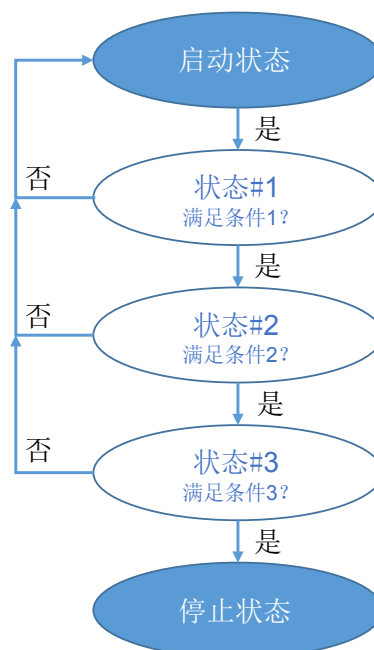 启动状态
是
否
状态#1
满足条件1?
是
否
状态#2
满足条件2?
是
否
状态#3
满足条件3?
是
停止状态